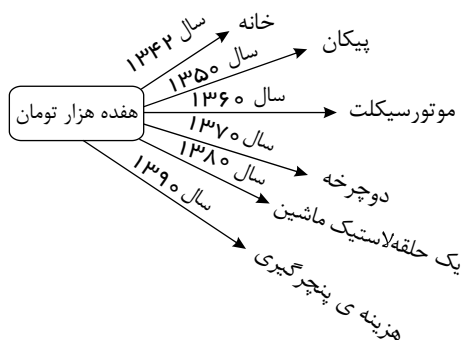 هفده هزار تومان
سال ۱۳۴۲
خانه
سال ۱۳۵۰
پیکان
سال ۱۳۶۰
موتورسیکلت
سال ۱۳۷۰
دوچرخه
سال ۱۳۸۰
یک حلقه‌لاستیک ماشین
سال ۱۳۹۰
هزینه ی پنچرگیری